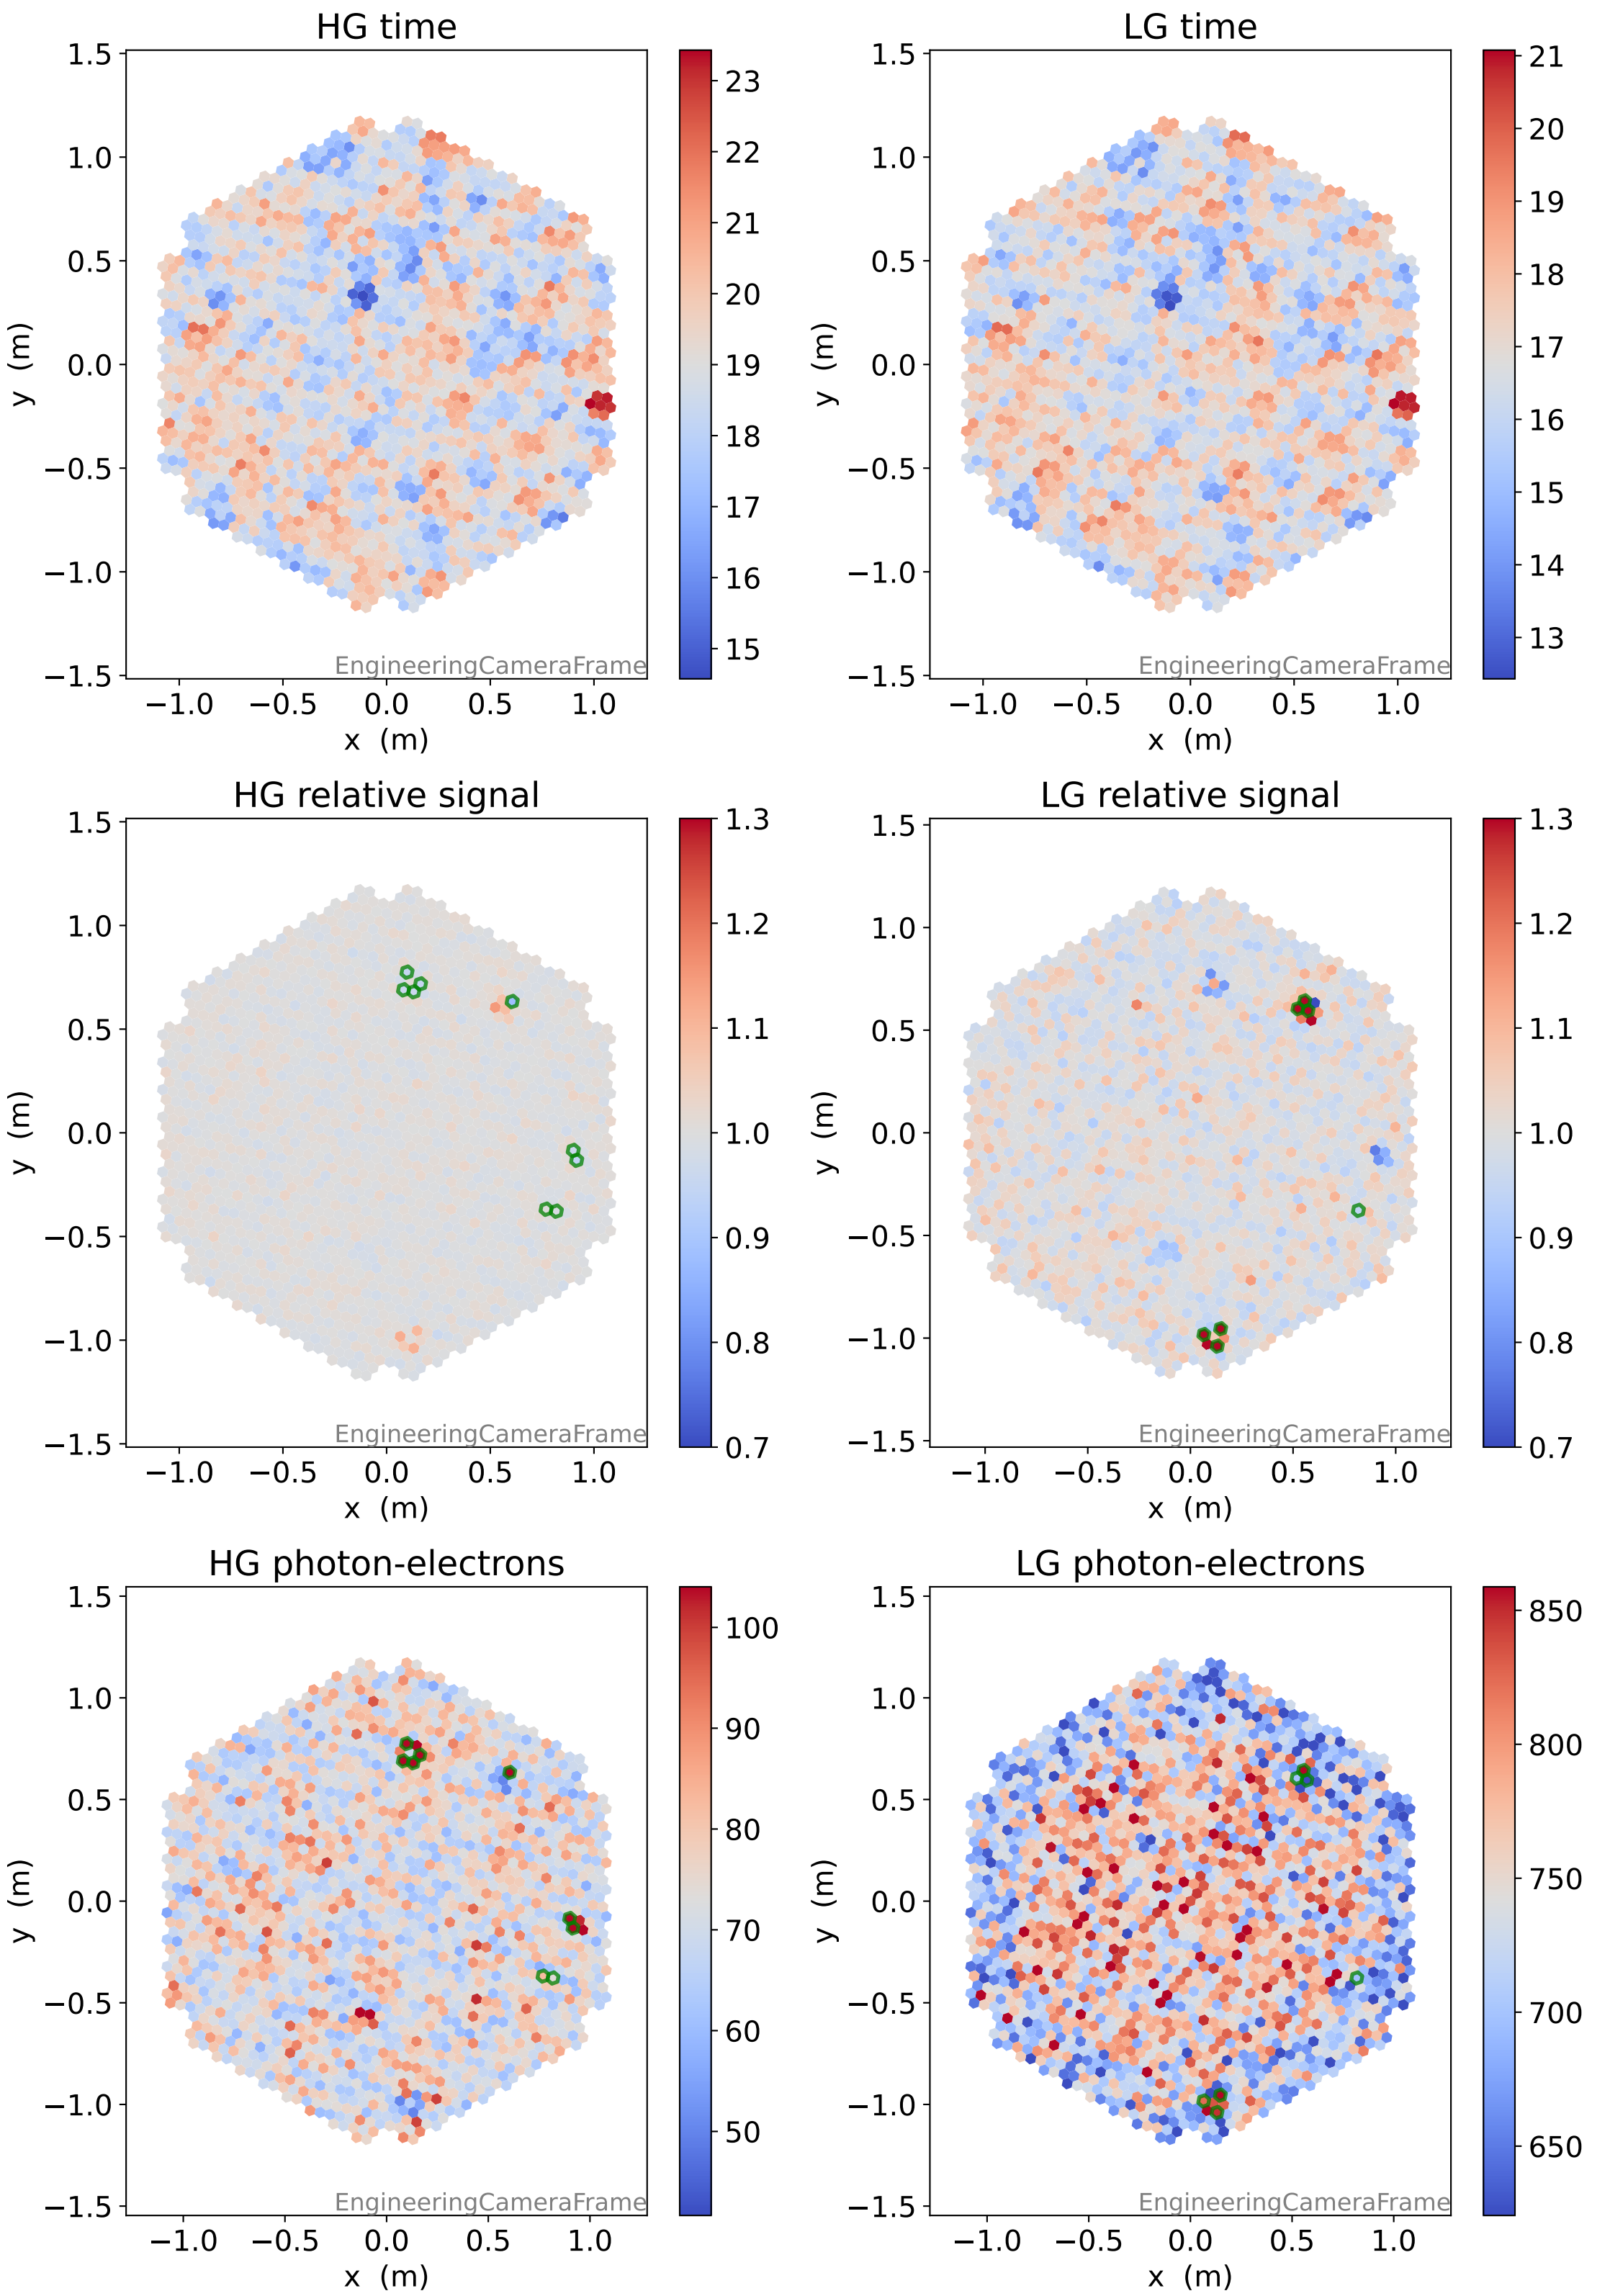 HG time
LG time
1.5
1.0
0.5
0.0
−0.5
−1.0
−1.5
y (m)
−1.0 −0.5 0.0 0.5 1.0
x (m)
EngineeringCameraFrame
23
22
21
20
19
18
17
16
15
1.5
1.0
0.5
0.0
−0.5
−1.0
−1.5
y (m)
−1.0 −0.5 0.0 0.5 1.0
x (m)
EngineeringCameraFrame
21
20
19
18
17
16
15
14
13
HG relative signal
LG relative signal
1.5
1.0
0.5
0.0
−0.5
−1.0
−1.5
y (m)
−1.0 −0.5 0.0 0.5 1.0
x (m)
EngineeringCameraFrame
1.3
1.2
1.1
1.0
0.9
0.8
0.7
1.5
1.0
0.5
0.0
−0.5
−1.0
−1.5
y (m)
−1.0 −0.5 0.0 0.5 1.0
x (m)
EngineeringCameraFrame
1.3
1.2
1.1
1.0
0.9
0.8
0.7
HG photon-electrons
LG photon-electrons
1.5
1.0
0.5
0.0
−0.5
−1.0
−1.5
y (m)
−1.0 −0.5 0.0 0.5 1.0
x (m)
EngineeringCameraFrame
100
90
80
70
60
50
1.5
1.0
0.5
0.0
−0.5
−1.0
−1.5
y (m)
−1.0 −0.5 0.0 0.5 1.0
x (m)
EngineeringCameraFrame
850
800
750
700
650